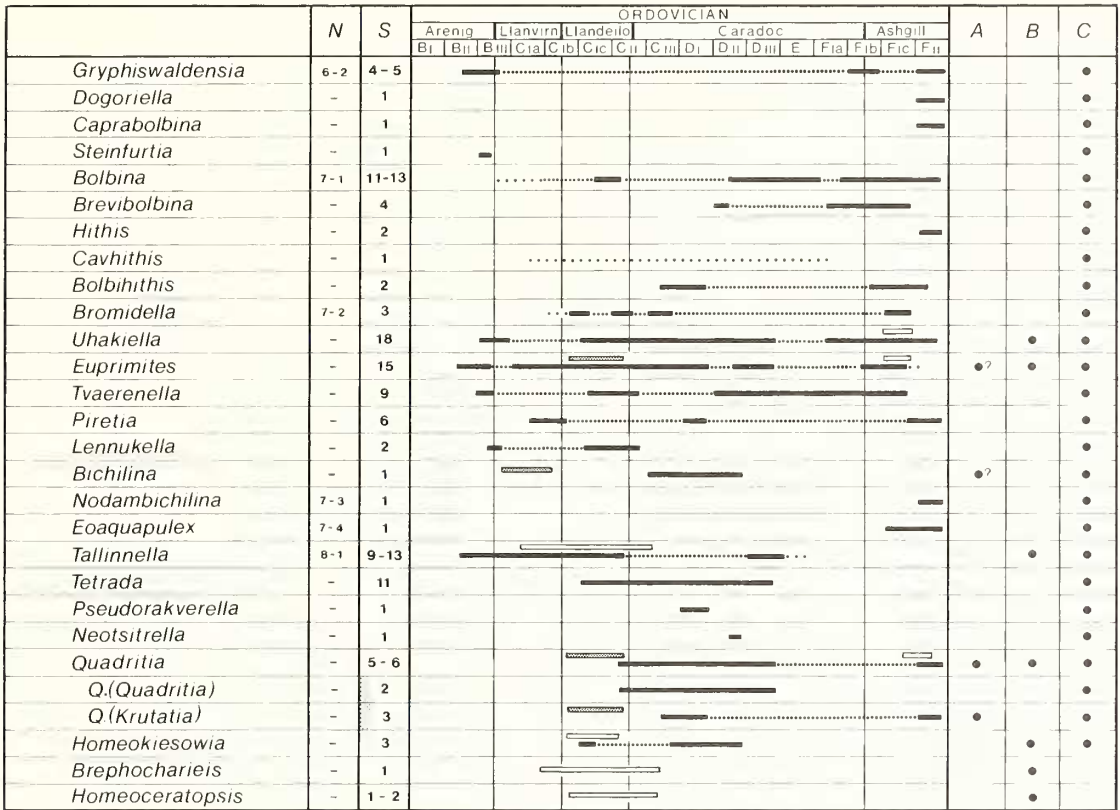 ORDOVICIAN
N S Arenig Llanvirn Llandeilo Caradoc Ashgill A B C
BI BII BIII CIa CIb CIc CII CIII DI DII DIII E FIa FIb FIc FII
Gryphiswaldensia 6-2 4-5
Dogoriella - 1
Caprabolbina - 1
Steinfurtia - 1
Bolbina 7-1 11-13
Brevibolbina - 4
Hithis - 2
Cavhithis - 1
Bolbihithis - 2
Bromidella 7-2 3
Uhakiella - 18
Euprimites - 15 ?
Tvaerenella - 9
Piretia - 6
Lennukella - 2
Bichilina - 1 ?
Nodambichilina 7-3 1
Eoaquapulex 7-4 1
Tallinnella 8-1 9-13
Tetrada - 11
Pseudorakverella - 1
Neotsitrella - 1
Quadritia - 5-6
Q.(Quadritia) - 2
Q.(Krutatia) - 3
Homeokiesowia - 3
Brephocharieis - 1
Homeoceratopsis - 1-2